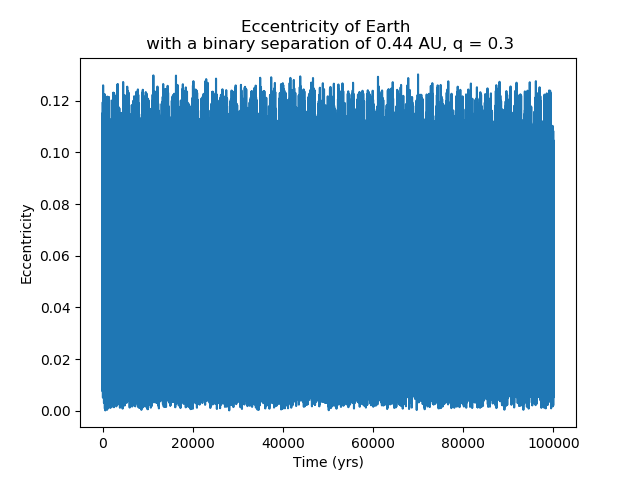 Eccentricity of Earth
with a binary separation of 0.44 AU, q = 0.3
0.12
0.10
0.08
0.06
0.04
0.02
0.00
Eccentricity
0 20000 40000 60000 80000 100000
Time (yrs)